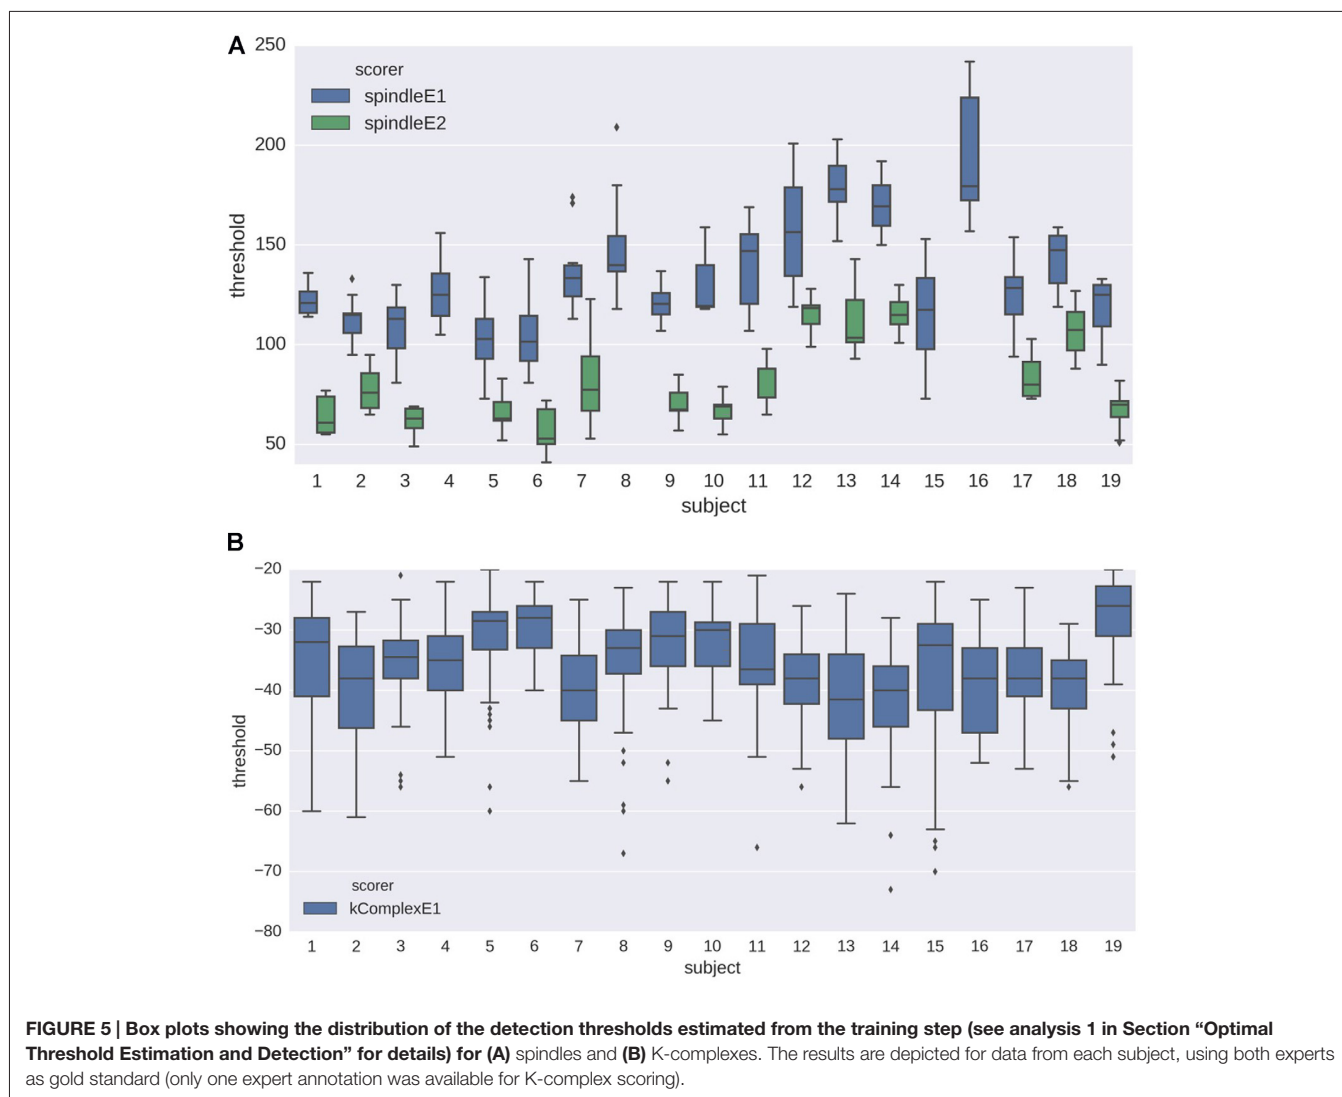 A
250
200
150
100
50
threshold
scorer
spindleE1
spindleE2
1 2 3 4 5 6 7 8 9 10 11 12 13 14 15 16 17 18 19
subject
B
−20
−30
−40
−50
−60
−70
−80
threshold
scorer
kComplexE1
1 2 3 4 5 6 7 8 9 10 11 12 13 14 15 16 17 18 19
subject
FIGURE 5 | Box plots showing the distribution of the detection thresholds estimated from the training step (see analysis 1 in Section “Optimal
Threshold Estimation and Detection” for details) for (A) spindles and (B) K-complexes. The results are depicted for data from each subject, using both experts
as gold standard (only one expert annotation was available for K-complex scoring).